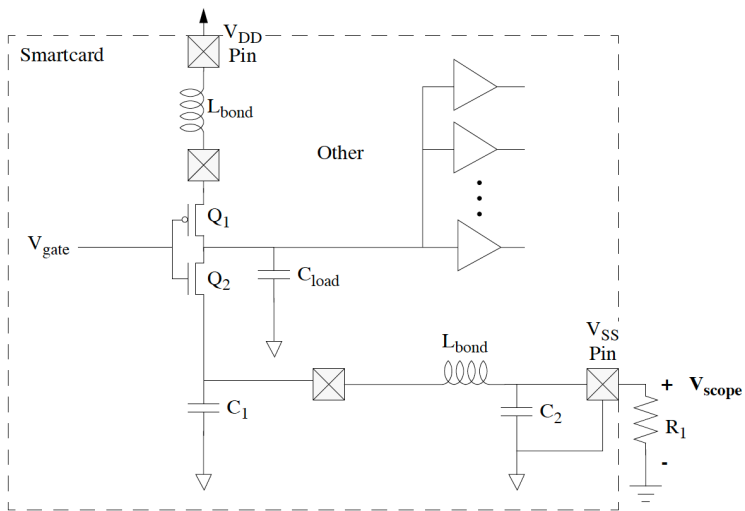 V_DD
Pin
Smartcard
L_bond
Other
Q_1
V_gate
Q_2
C_load
V_SS
Pin
L_bond
+ V_scope
C_1
C_2
R_1
-